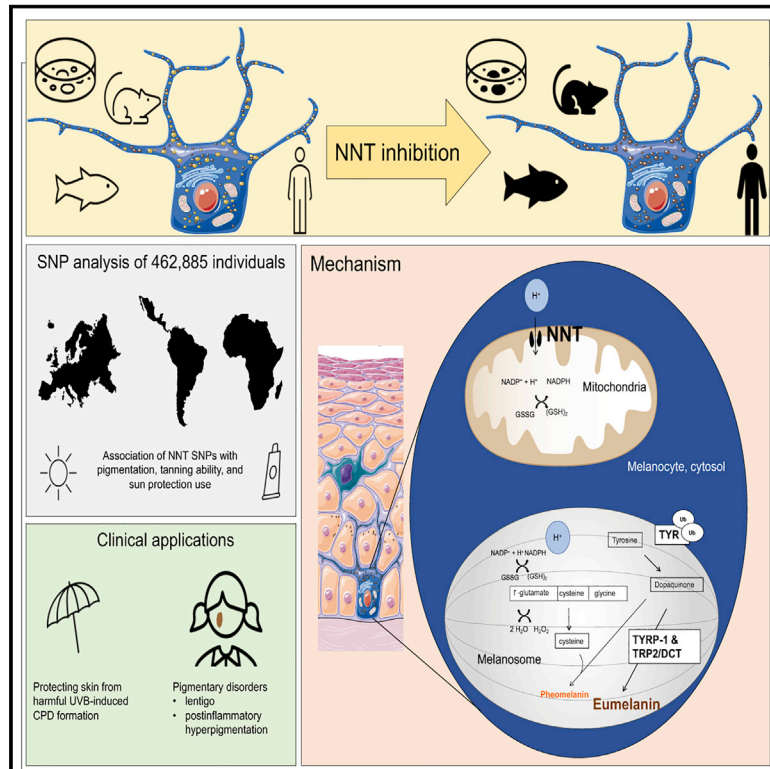 NNT inhibition
SNP analysis of 462,885 individuals
Association of NNT SNPs with
pigmentation, tanning ability, and
sun protection use
Clinical applications
Protecting skin from
harmful UVB-induced
CPD formation
Pigmentary disorders
• lentigo
• postinflammatory
hyperpigmentation
Mechanism
H⁺
NNT
NADP⁺ + H⁺ NADPH
Mitochondria
GSSG (GSH)₂
Melanocyte, cytosol
H⁺
Tyrosine
TYR
Ub
Ub
NADP⁺ + H⁺ NADPH
GSSG (GSH)₂
Dopaquinone
glutamate cysteine glycine
2 H₂O H₂O₂
cysteine
TYRP-1 &
TRP2/DCT
Melanosome
Pheomelanin
Eumelanin